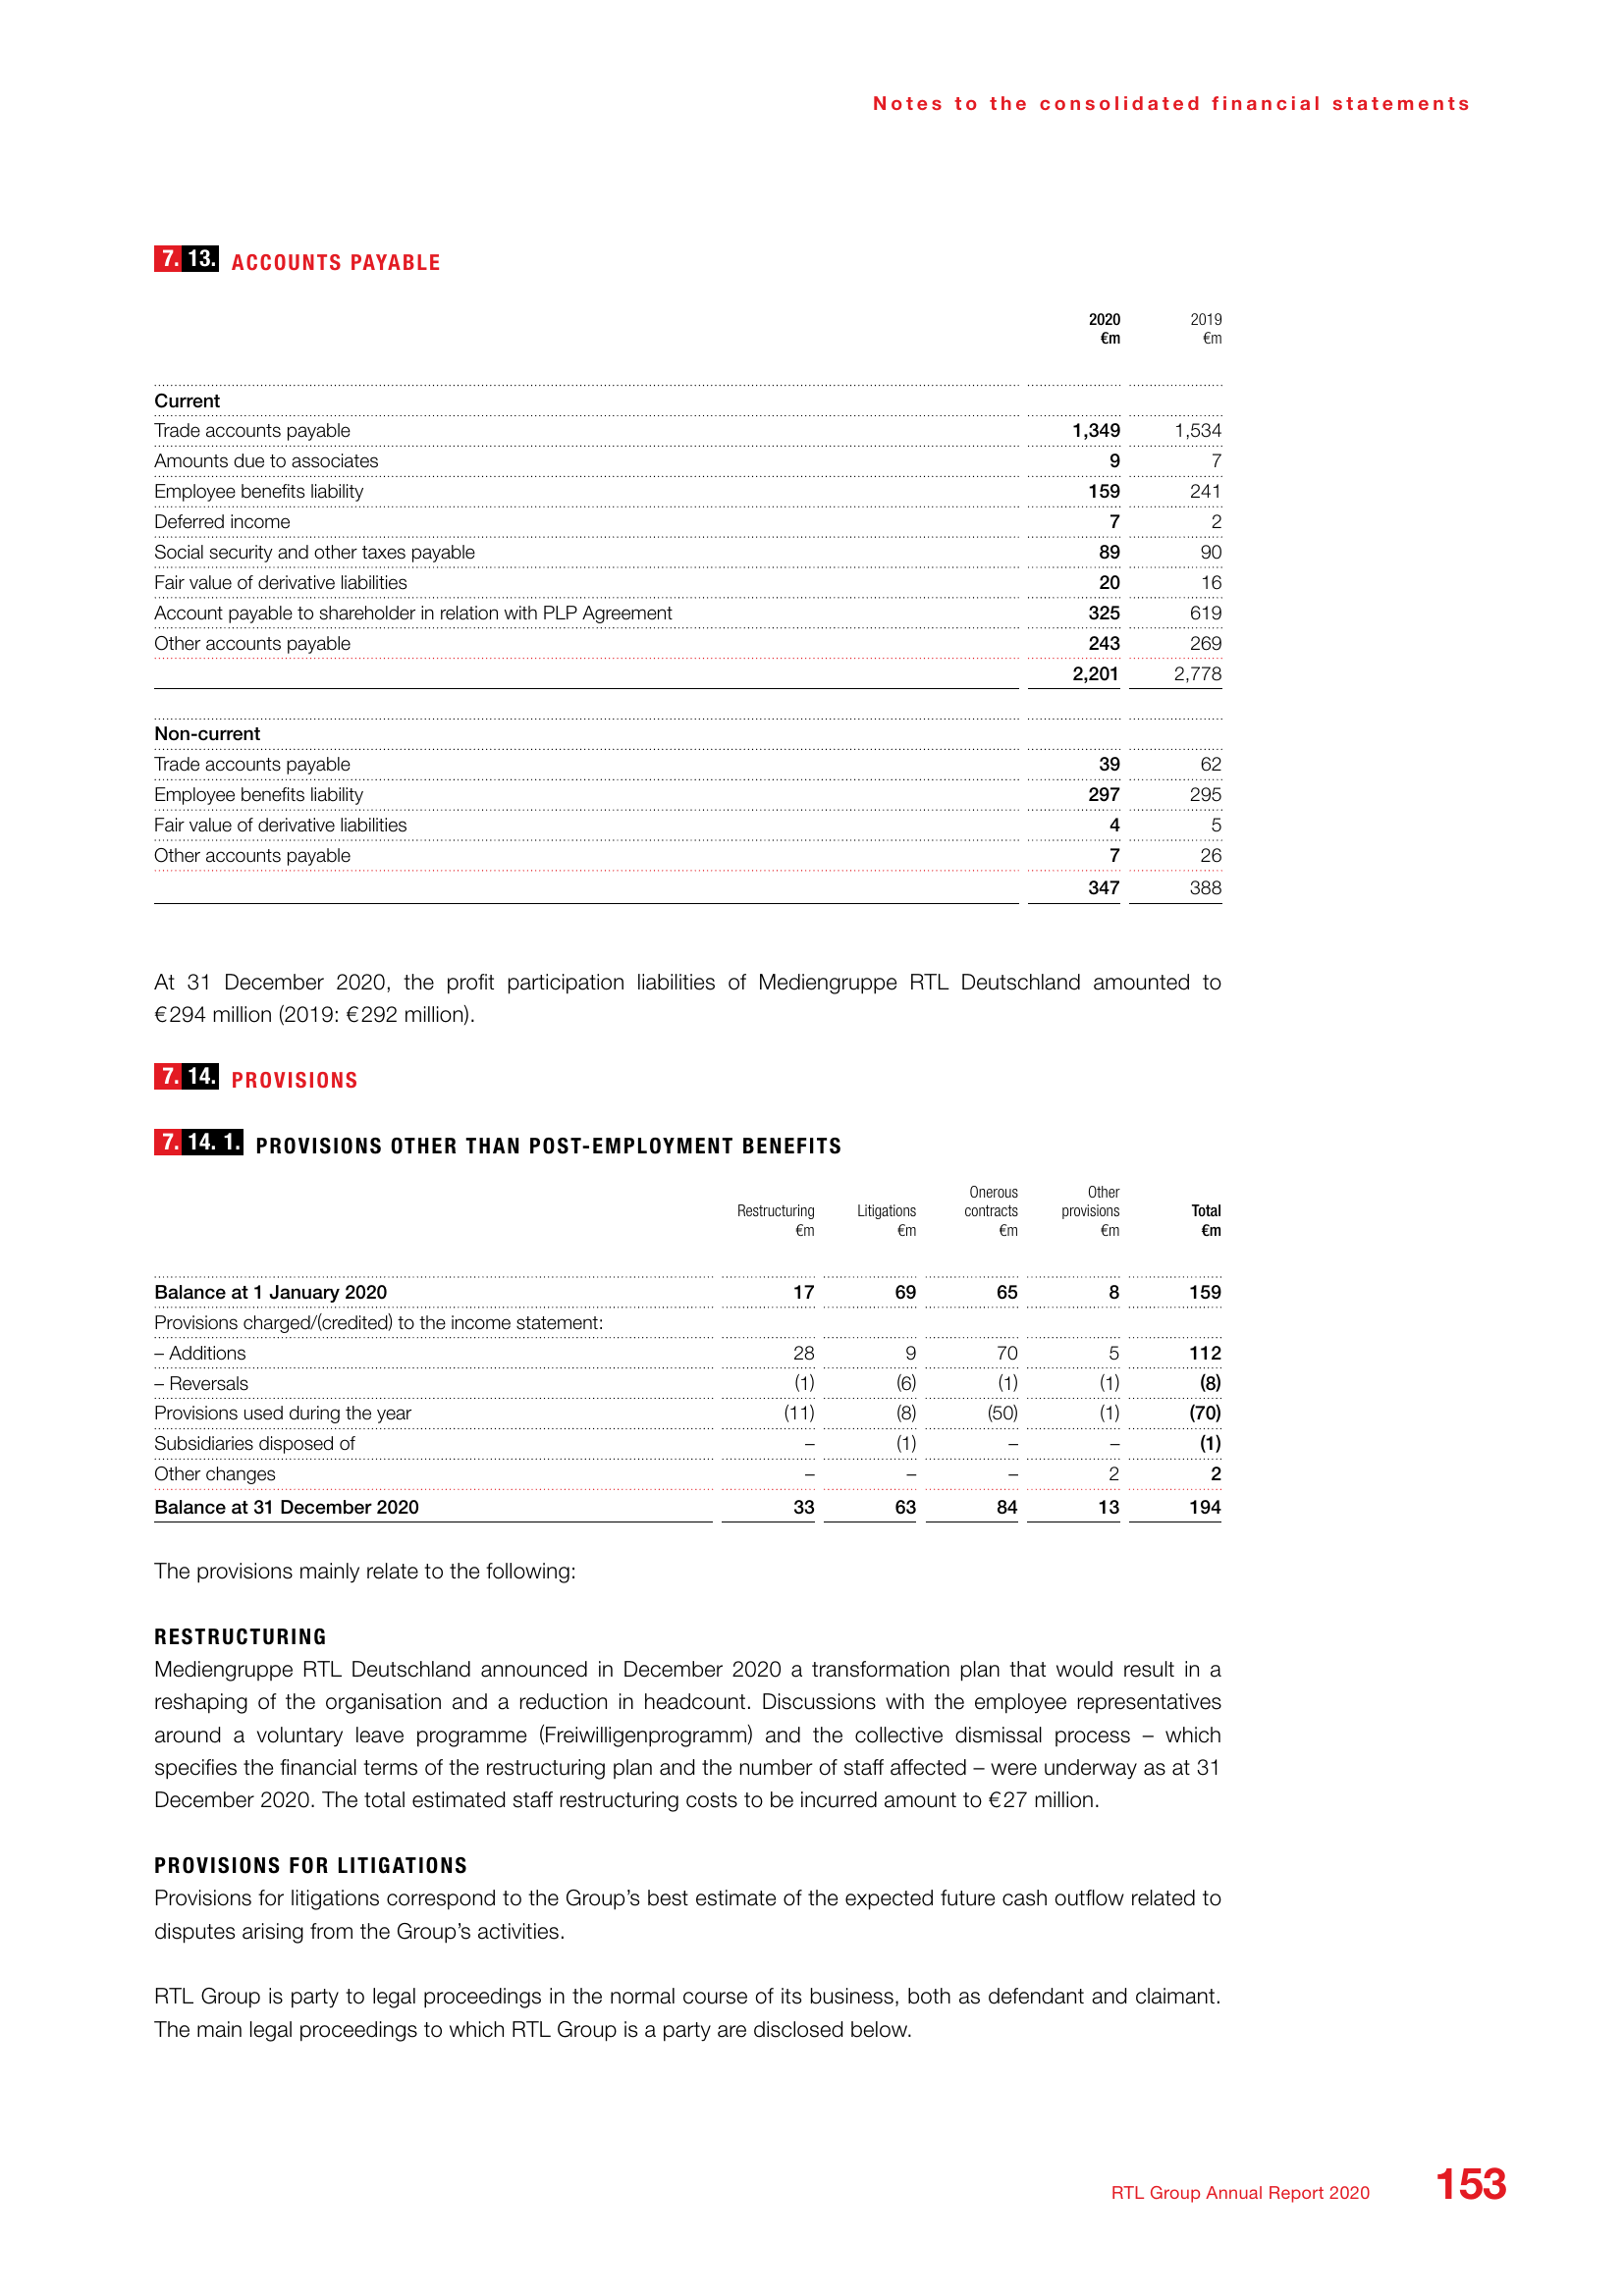 Notes to the consolidated financial statements
7. 13. ACCOUNTS PAYABLE
2020 2019
€m €m
Current
Trade accounts payable 1,349 1,534
Amounts due to associates 9 7
Employee benefits liability 159 241
Deferred income 7 2
Social security and other taxes payable 89 90
Fair value of derivative liabilities 20 16
Account payable to shareholder in relation with PLP Agreement 325 619
Other accounts payable 243 269
2,201 2,778
Non-current
Trade accounts payable 39 62
Employee benefits liability 297 295
Fair value of derivative liabilities 4 5
Other accounts payable 7 26
347 388
At 31 December 2020, the profit participation liabilities of Mediengruppe RTL Deutschland amounted to
€294 million (2019: €292 million).
7. 14. PROVISIONS
7. 14. 1. PROVISIONS OTHER THAN POST-EMPLOYMENT BENEFITS
Onerous Other
Restructuring Litigations contracts provisions Total
€m €m €m €m €m
Balance at 1 January 2020 17 69 65 8 159
Provisions charged/(credited) to the income statement:
– Additions 28 9 70 5 112
– Reversals (1) (6) (1) (1) (8)
Provisions used during the year (11) (8) (50) (1) (70)
Subsidiaries disposed of – (1) – – (1)
Other changes – – – 2 2
Balance at 31 December 2020 33 63 84 13 194
The provisions mainly relate to the following:
RESTRUCTURING
Mediengruppe RTL Deutschland announced in December 2020 a transformation plan that would result in a
reshaping of the organisation and a reduction in headcount. Discussions with the employee representatives
around a voluntary leave programme (Freiwilligenprogramm) and the collective dismissal process – which
specifies the financial terms of the restructuring plan and the number of staff affected – were underway as at 31
December 2020. The total estimated staff restructuring costs to be incurred amount to €27 million.
PROVISIONS FOR LITIGATIONS
Provisions for litigations correspond to the Group’s best estimate of the expected future cash outflow related to
disputes arising from the Group’s activities.
RTL Group is party to legal proceedings in the normal course of its business, both as defendant and claimant.
The main legal proceedings to which RTL Group is a party are disclosed below.
RTL Group Annual Report 2020 153